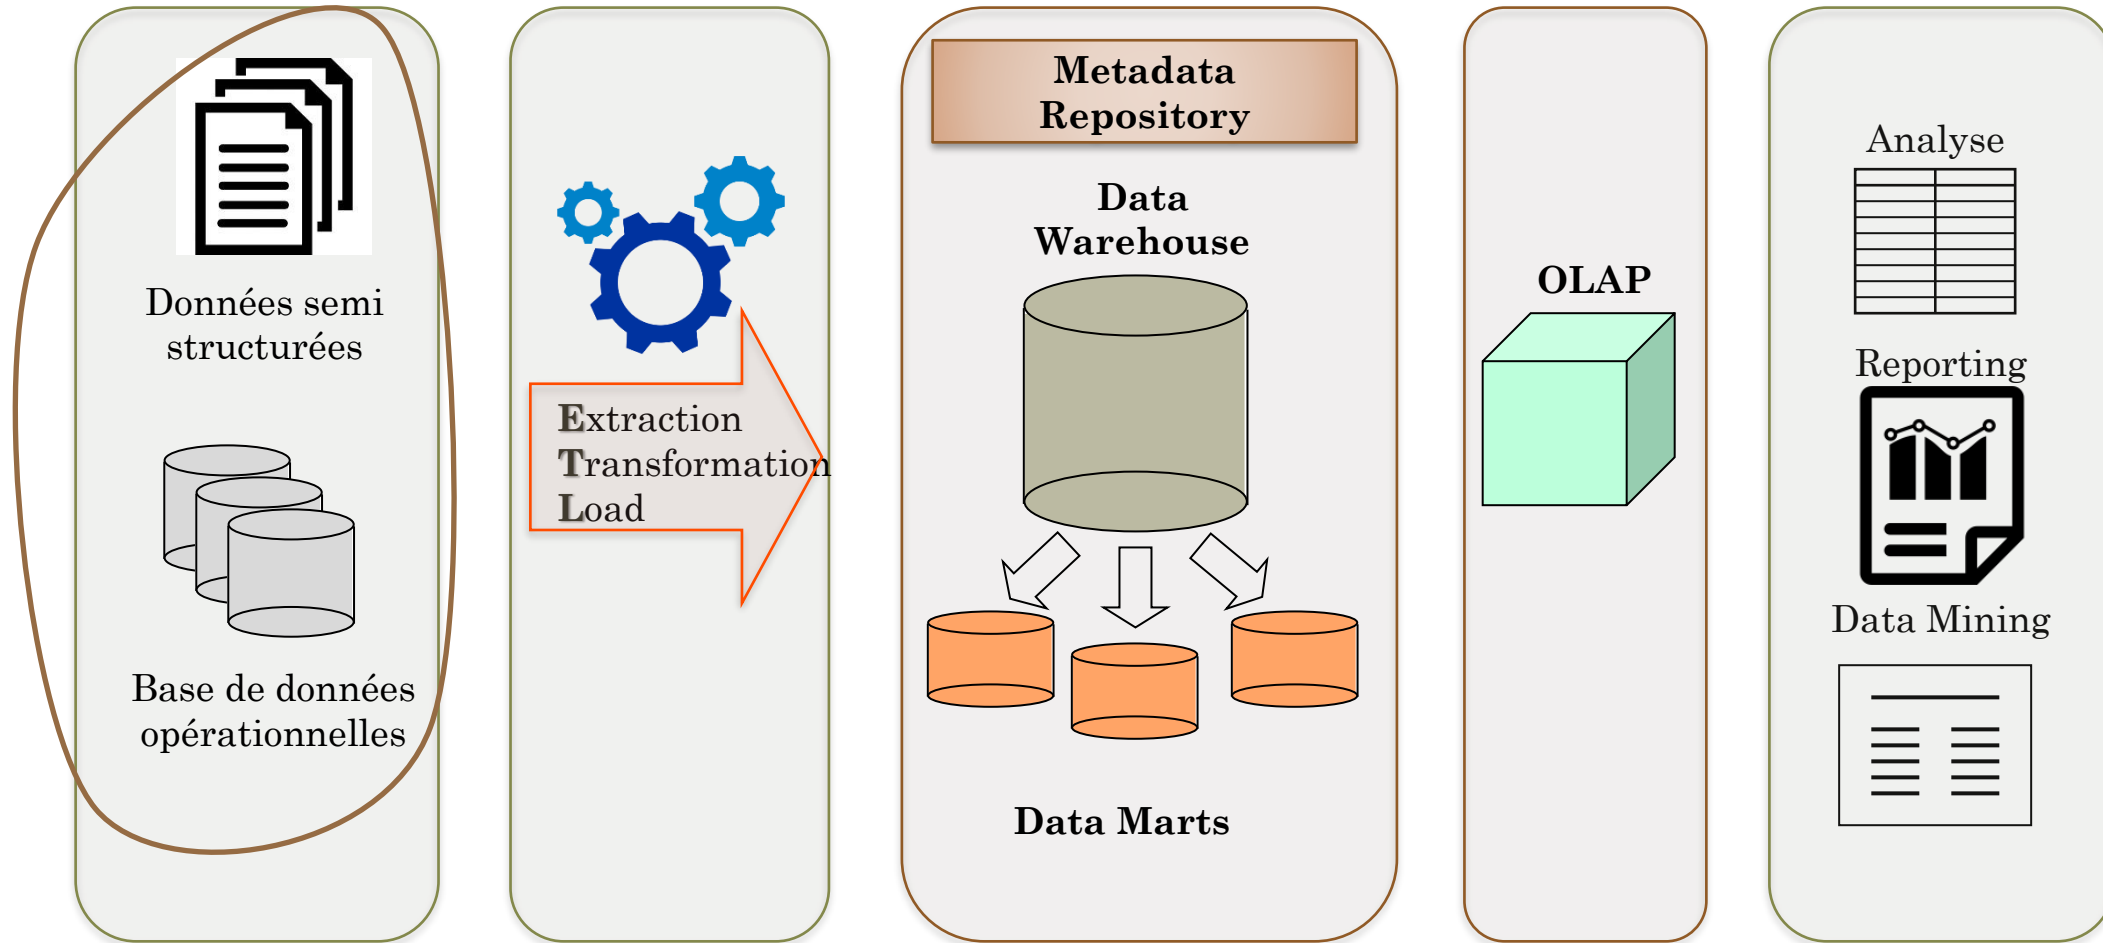 Données semi
structurées
Base de données
opérationnelles
Extraction
Transformation
Load
Metadata
Repository
Data
Warehouse
Data Marts
OLAP
Analyse
Reporting
Data Mining